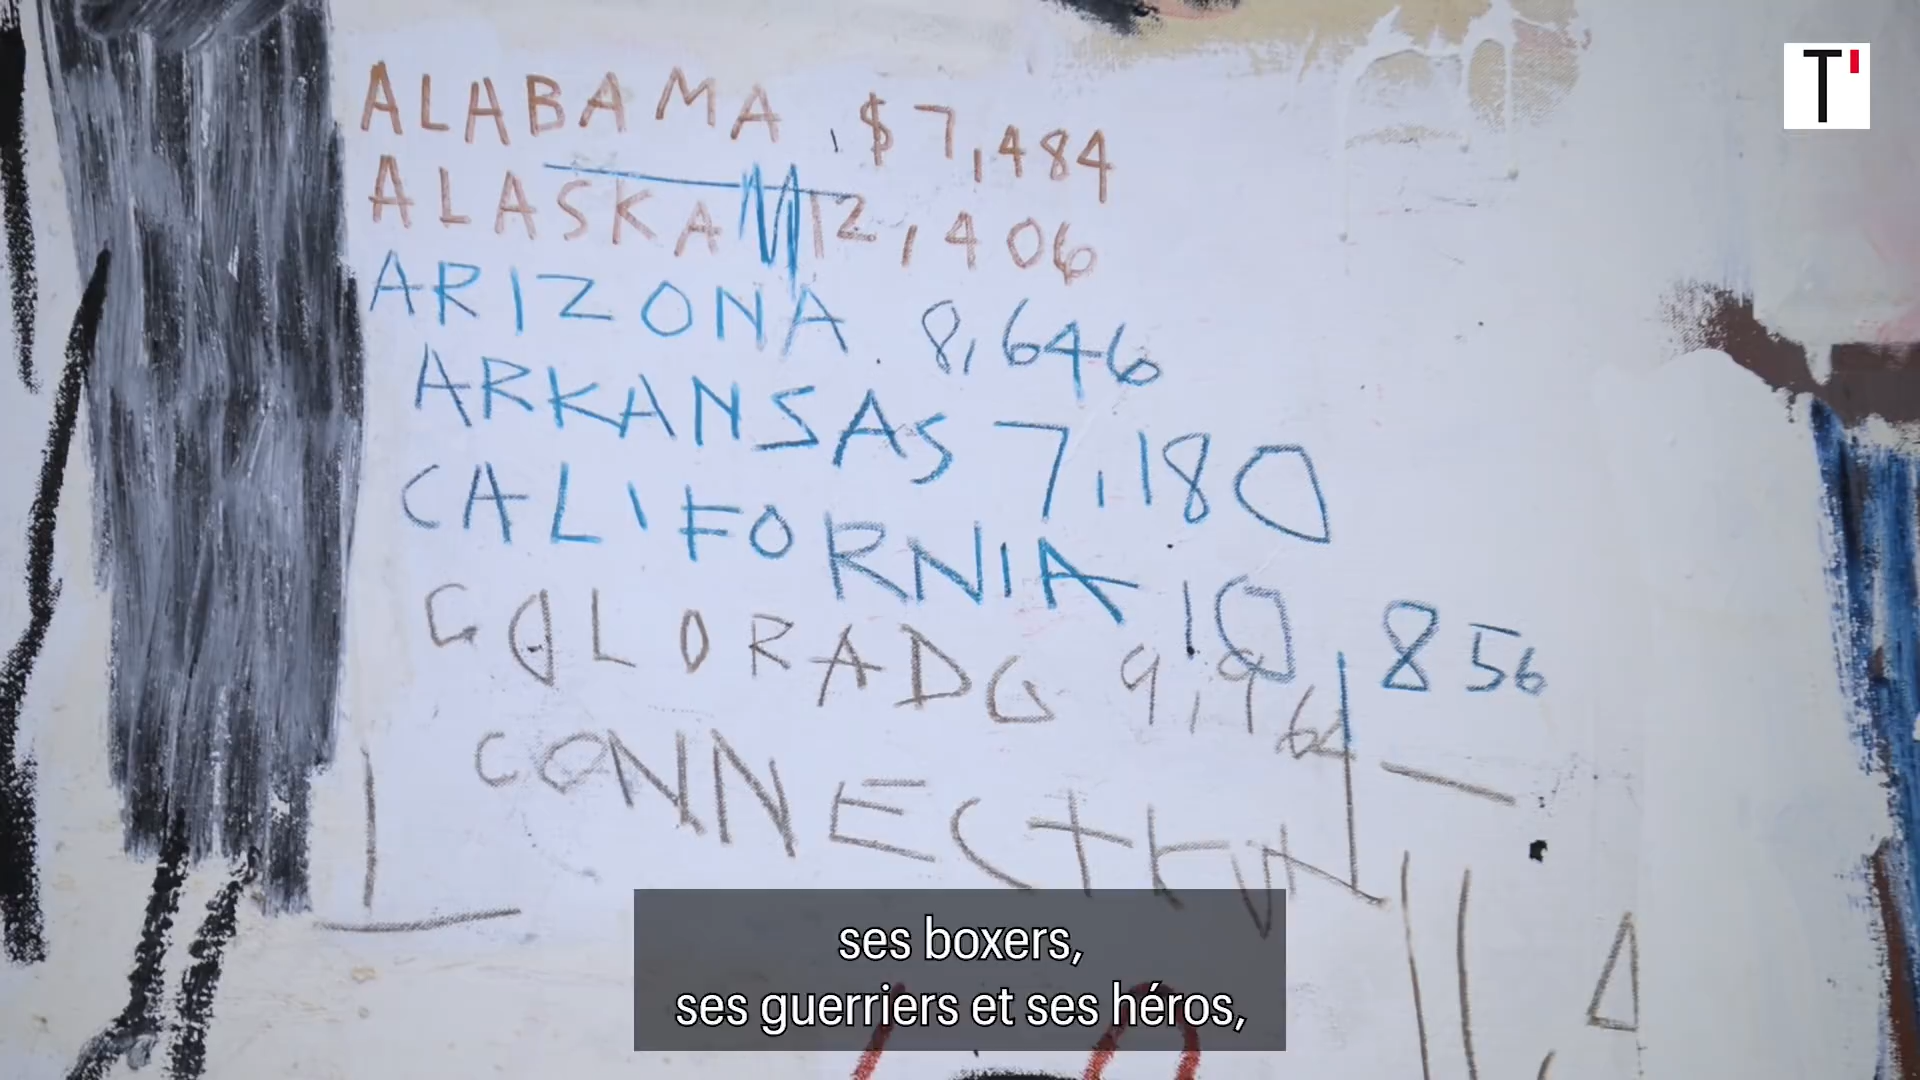 ALABAMA . $7,484
ALASKA 12,406
ARIZONA . 8,646
ARKANSAS 7,180
CALIFORNIA 10,856
COLORADO 9,964
T'
ses boxers,
ses guerriers et ses héros,